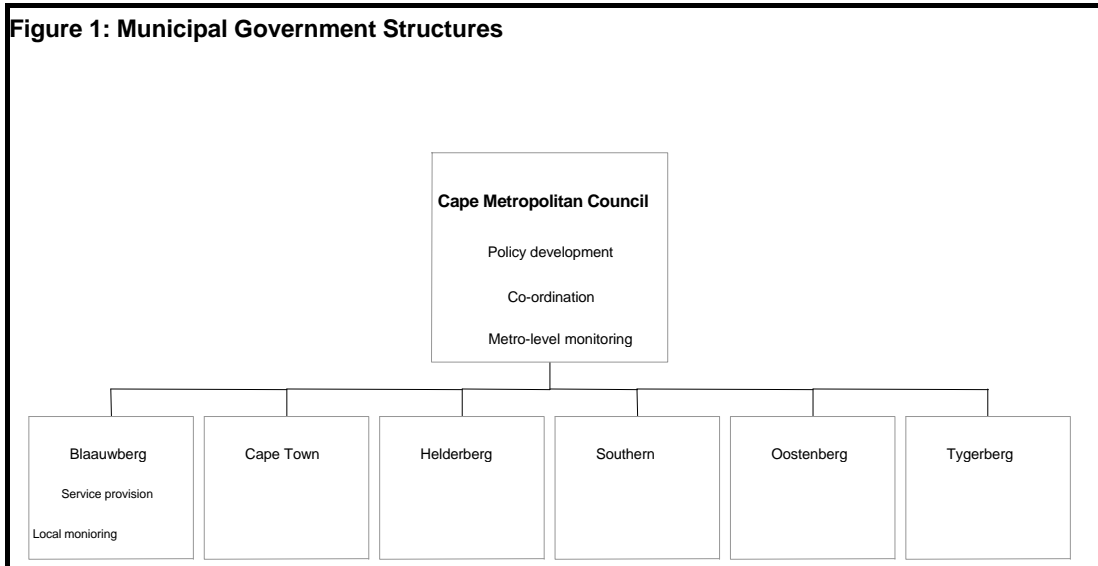 Figure 1: Municipal Government Structures
Cape Metropolitan Council
Policy development
Co-ordination
Metro-level monitoring
Blaauwberg
Service provision
Local monioring
Cape Town
Helderberg
Southern
Oostenberg
Tygerberg